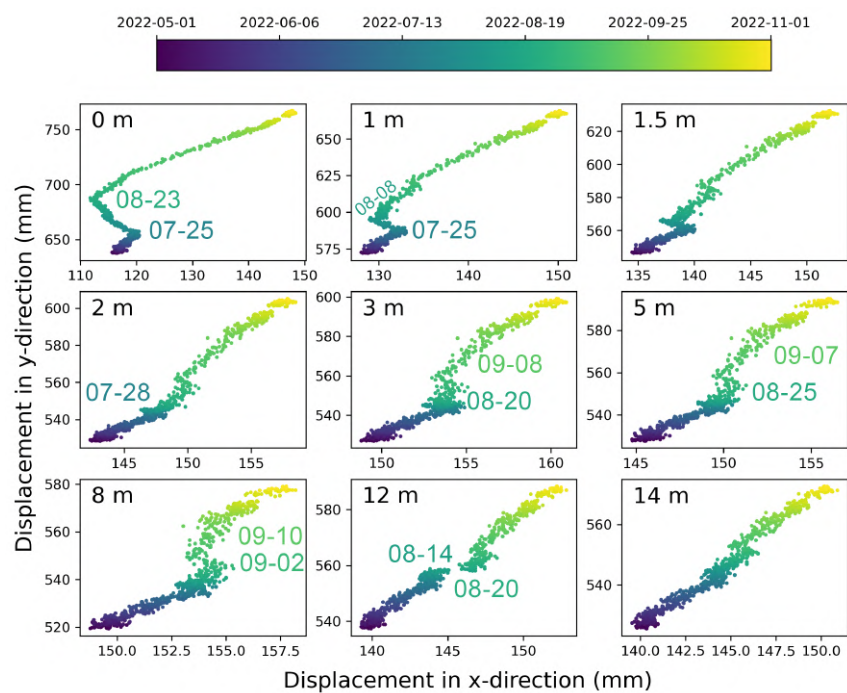 2022-05-01 2022-06-06 2022-07-13 2022-08-19 2022-09-25 2022-11-01
Displacement in y-direction (mm)
0 m
08-23
07-25
750
700
650
110 120 130 140 150
1 m
08-08
07-25
650
625
600
575
130 140 150
1.5 m
620
600
580
560
135 140 145 150
2 m
07-28
600
580
560
540
145 150 155
3 m
09-08
08-20
600
580
560
540
150 155 160
5 m
09-07
08-25
580
560
540
145 150 155
8 m
09-10
09-02
580
560
540
520
150.0 152.5 155.0 157.5
12 m
08-14
08-20
580
560
540
140 145 150
14 m
560
540
140.0 142.5 145.0 147.5 150.0
Displacement in x-direction (mm)